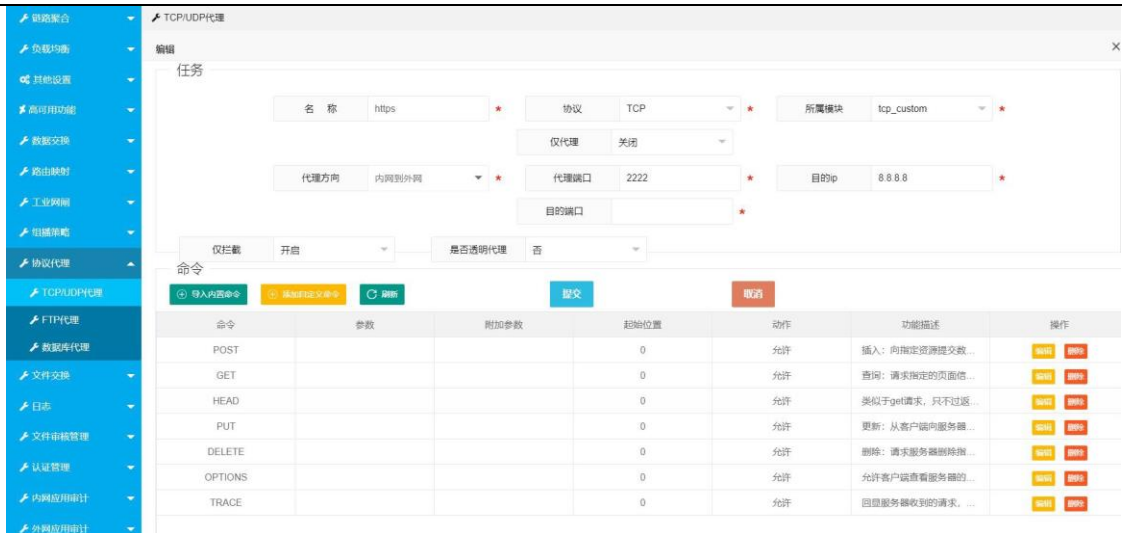 链路聚合
TCP/UDP代理
负载均衡
编辑
×
其他设置
任务
高可用功能
名 称 https * 协议 TCP * 所属模块 tcp_custom *
数据交换
仅代理 关闭
路由映射
代理方向 内网到外网 * 代理端口 2222 * 目的ip 8.8.8.8 *
工业网闸
目的端口 *
组播策略
仅拦截 开启 是否透明代理 否
协议代理
命令
TCP/UDP代理
导入内置命令 添加自定义命令 刷新 提交 取消
FTP代理
命令 参数 附加参数 起始位置 动作 功能描述 操作
数据库代理
POST 0 允许 插入：向指定资源提交数... 编辑 删除
文件交换
GET 0 允许 查询：请求指定的页面信... 编辑 删除
日志
HEAD 0 允许 类似于get请求，只不过返... 编辑 删除
PUT 0 允许 更新：从客户端向服务器... 编辑 删除
文件审核管理
DELETE 0 允许 删除：请求服务器删除指... 编辑 删除
认证管理
OPTIONS 0 允许 允许客户端查看服务器的... 编辑 删除
内网应用审计
TRACE 0 允许 回显服务器收到的请求，... 编辑 删除
外网应用审计